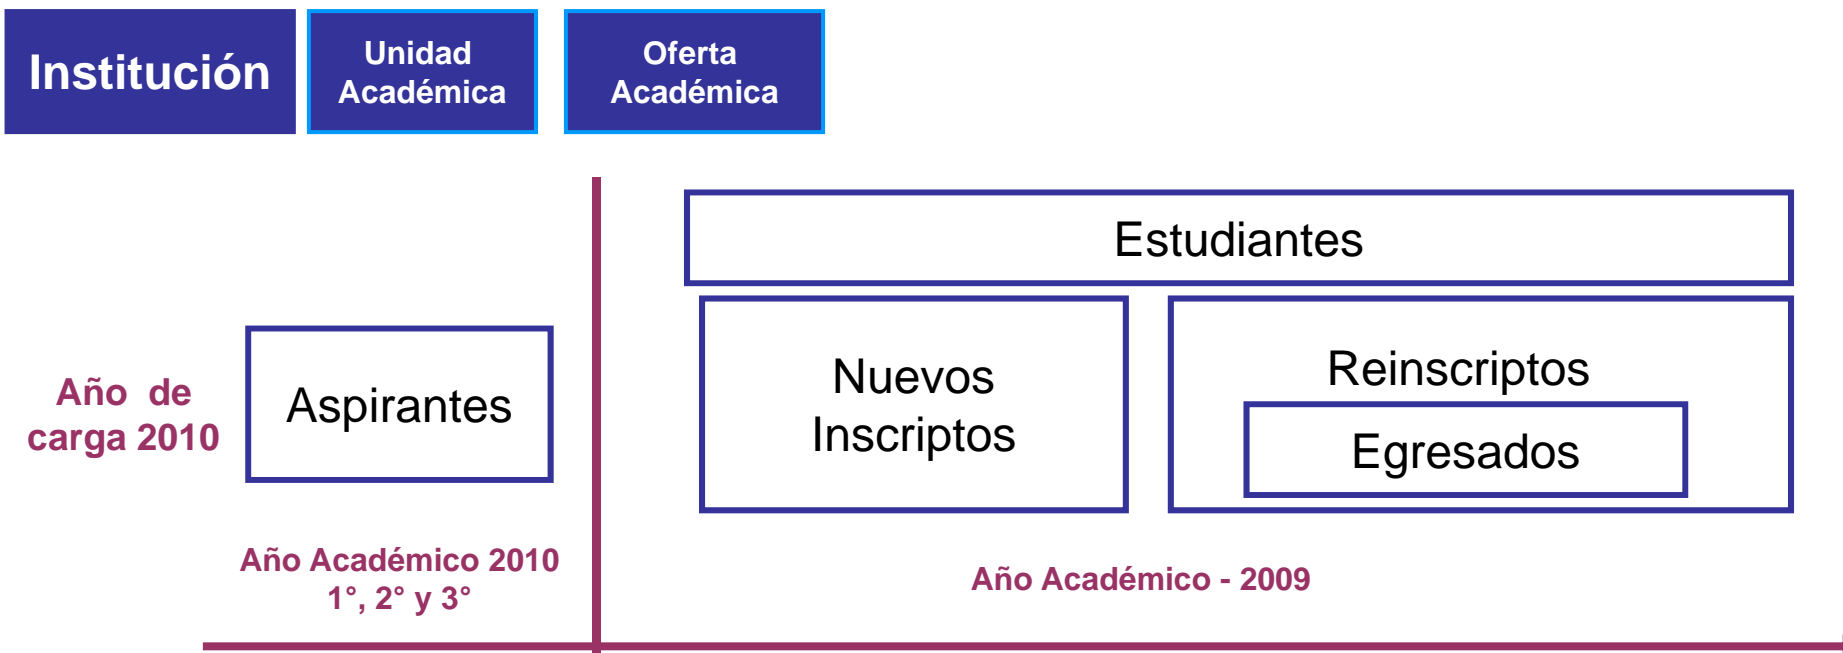 Institución
Unidad
Académica
Oferta
Académica
Estudiantes
Año de
carga 2010
Aspirantes
Nuevos
Inscriptos
Reinscriptos
Egresados
Año Académico 2010
1°, 2° y 3°
Año Académico - 2009